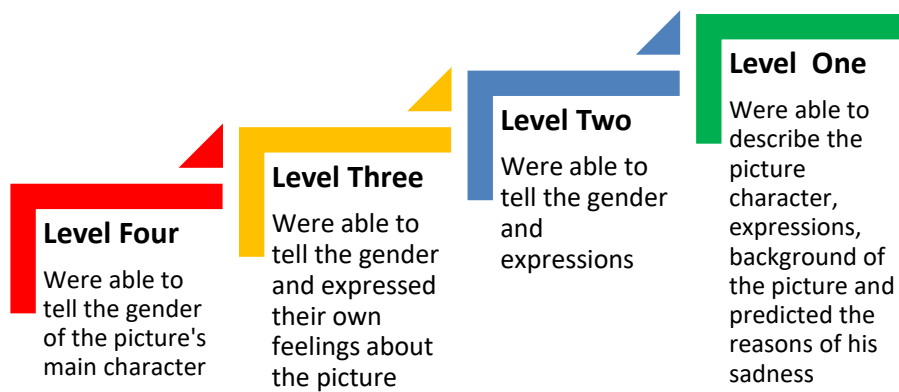 Level Four
Were able to
tell the gender
of the picture's
main character
Level Three
Were able to
tell the gender
and expressed
their own
feelings about
the picture
Level Two
Were able to
tell the gender
and
expressions
Level One
Were able to
describe the
picture
character,
expressions,
background of
the picture and
predicted the
reasons of his
sadness